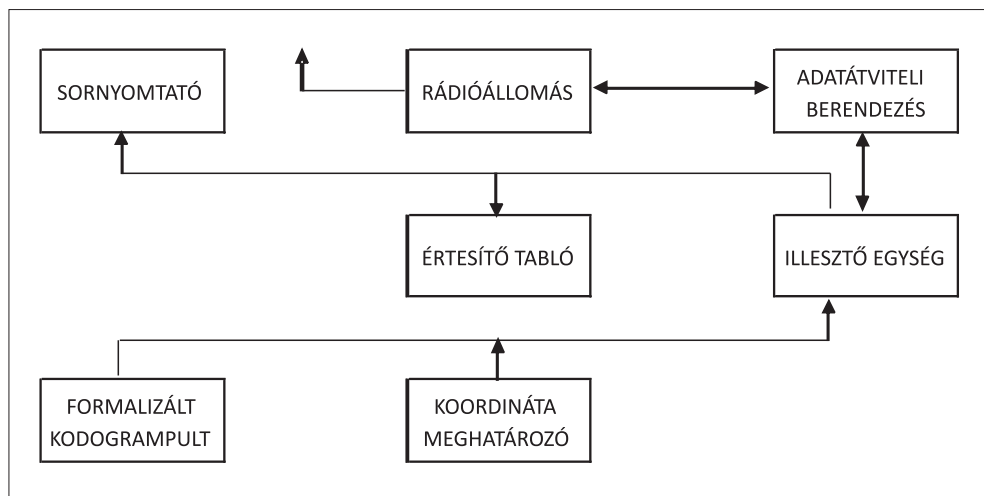 SORNYOMTATÓ
RÁDIÓÁLLOMÁS
ADATÁTVITELI
BERENDEZÉS
ÉRTESÍTŐ TABLÓ
ILLESZTŐ EGYSÉG
FORMALIZÁLT
KODOGRAMPULT
KOORDINÁTA
MEGHATÁROZÓ